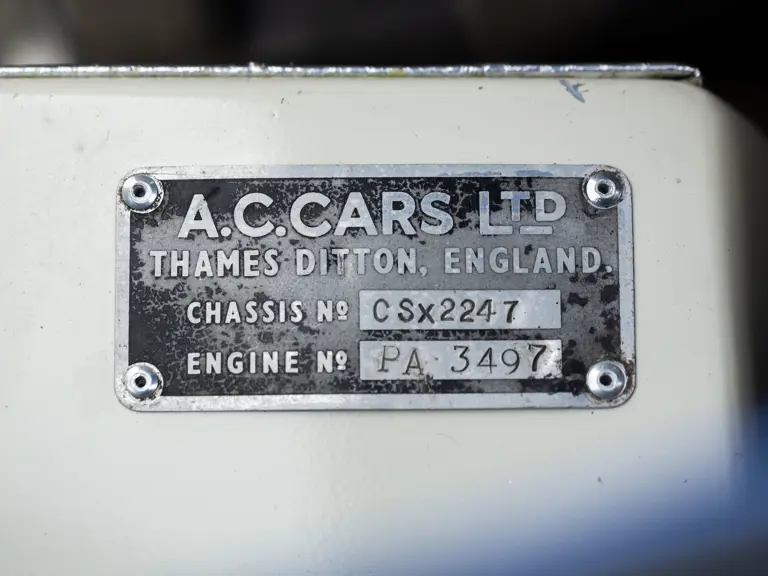 A.C.CARS LTD
THAMES DITTON, ENGLAND.
CHASSIS Nº CSx2247
ENGINE Nº PA 3497